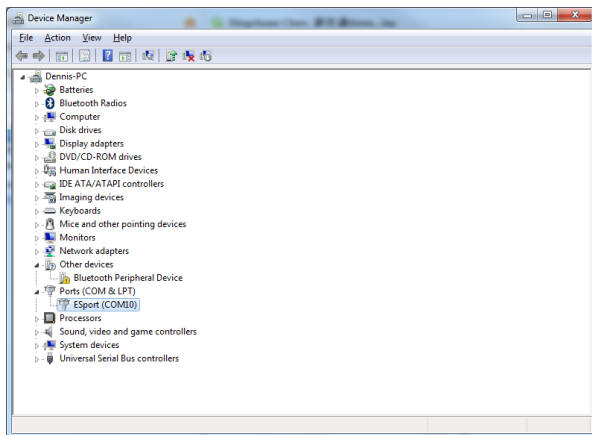 Device Manager
File Action View Help
Dennis-PC
Batteries
Bluetooth Radios
Computer
Disk drives
Display adapters
DVD/CD-ROM drives
Human Interface Devices
IDE ATA/ATAPI controllers
Imaging devices
Keyboards
Mice and other pointing devices
Monitors
Network adapters
Other devices
Bluetooth Peripheral Device
Ports (COM & LPT)
ESport (COM10)
Processors
Sound, video and game controllers
System devices
Universal Serial Bus controllers